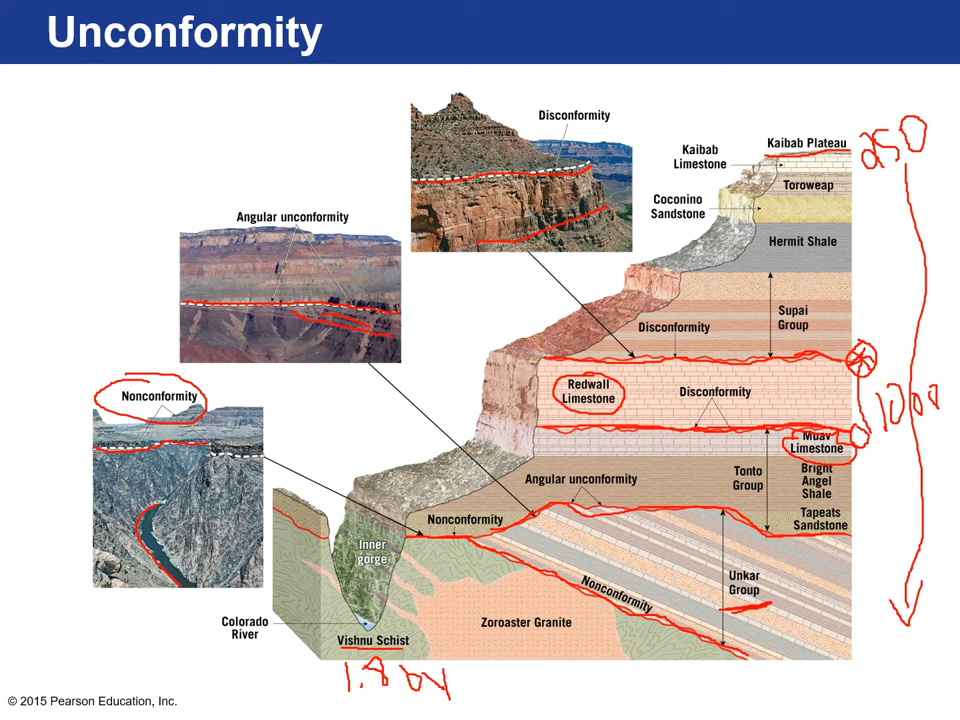 Unconformity
Disconformity
Kaibab Plateau
250
Kaibab
Limestone
Toroweap
Coconino
Sandstone
Angular unconformity
Hermit Shale
Supai
Group
Disconformity
Nonconformity
Redwall
Limestone
Disconformity
1000
Muav
Limestone
Tonto
Group
Bright
Angel
Shale
Angular unconformity
Tapeats
Sandstone
Nonconformity
Inner
gorge
Unkar
Group
Nonconformity
Colorado
River
Zoroaster Granite
Vishnu Schist
1.8 by
© 2015 Pearson Education, Inc.